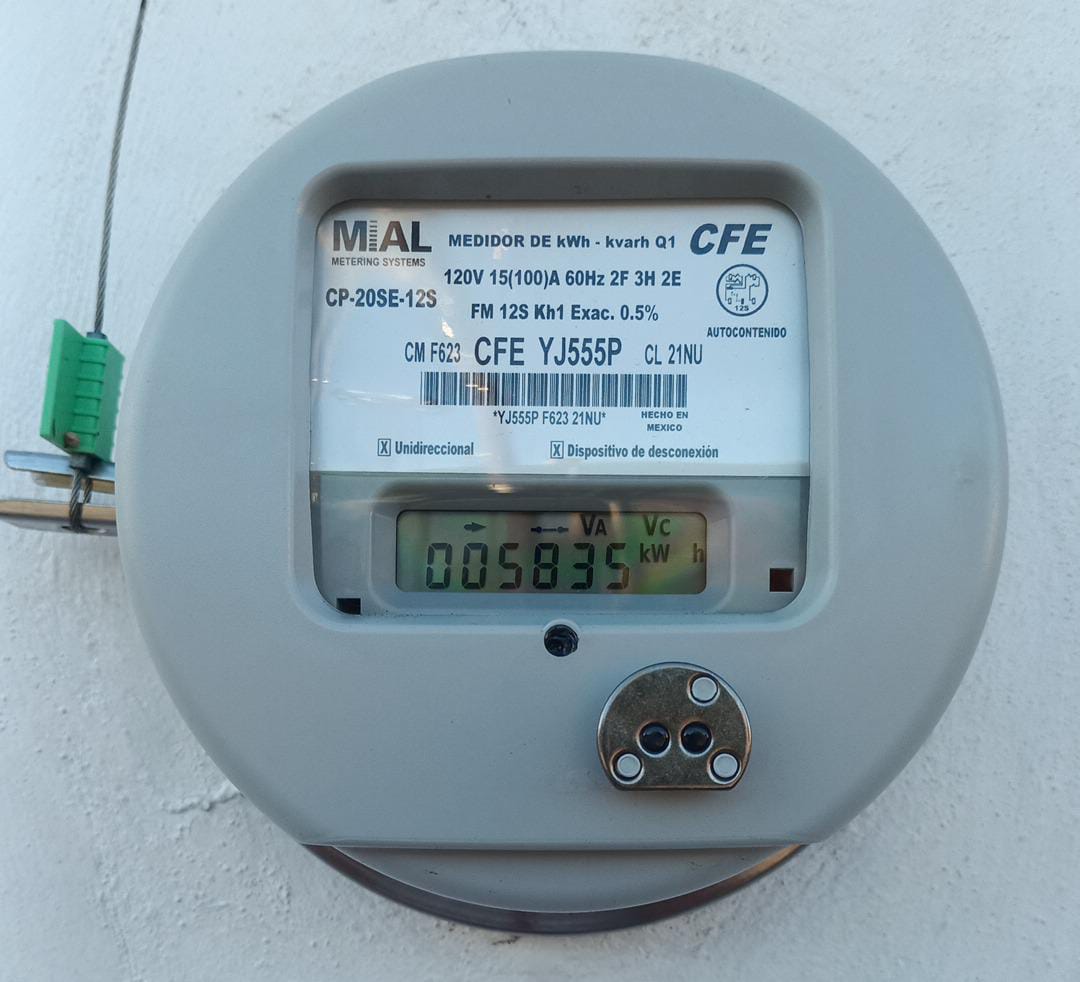 MIAL
METERING SYSTEMS
MEDIDOR DE kWh - kvarh Q1
CFE
120V 15(100)A 60Hz 2F 3H 2E
CP-20SE-12S
FM 12S Kh1 Exac. 0.5%
12S
AUTOCONTENIDO
CM F623 CFE YJ555P CL 21NU
*YJ555P F623 21NU*
HECHO EN
MEXICO
X Unidireccional
X Dispositivo de desconexión
VA VC
005835 kW h